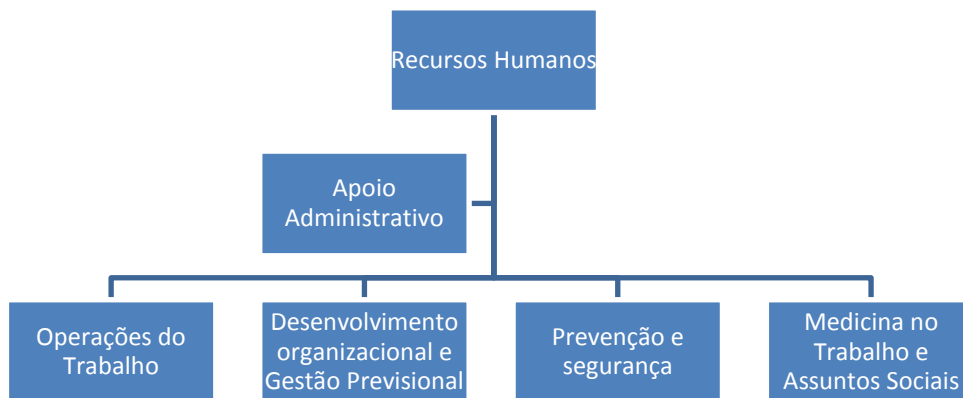 Recursos Humanos
Apoio
Administrativo
Operações do
Trabalho
Desenvolvimento
organizacional e
Gestão Previsional
Prevenção e
segurança
Medicina no
Trabalho e
Assuntos Sociais